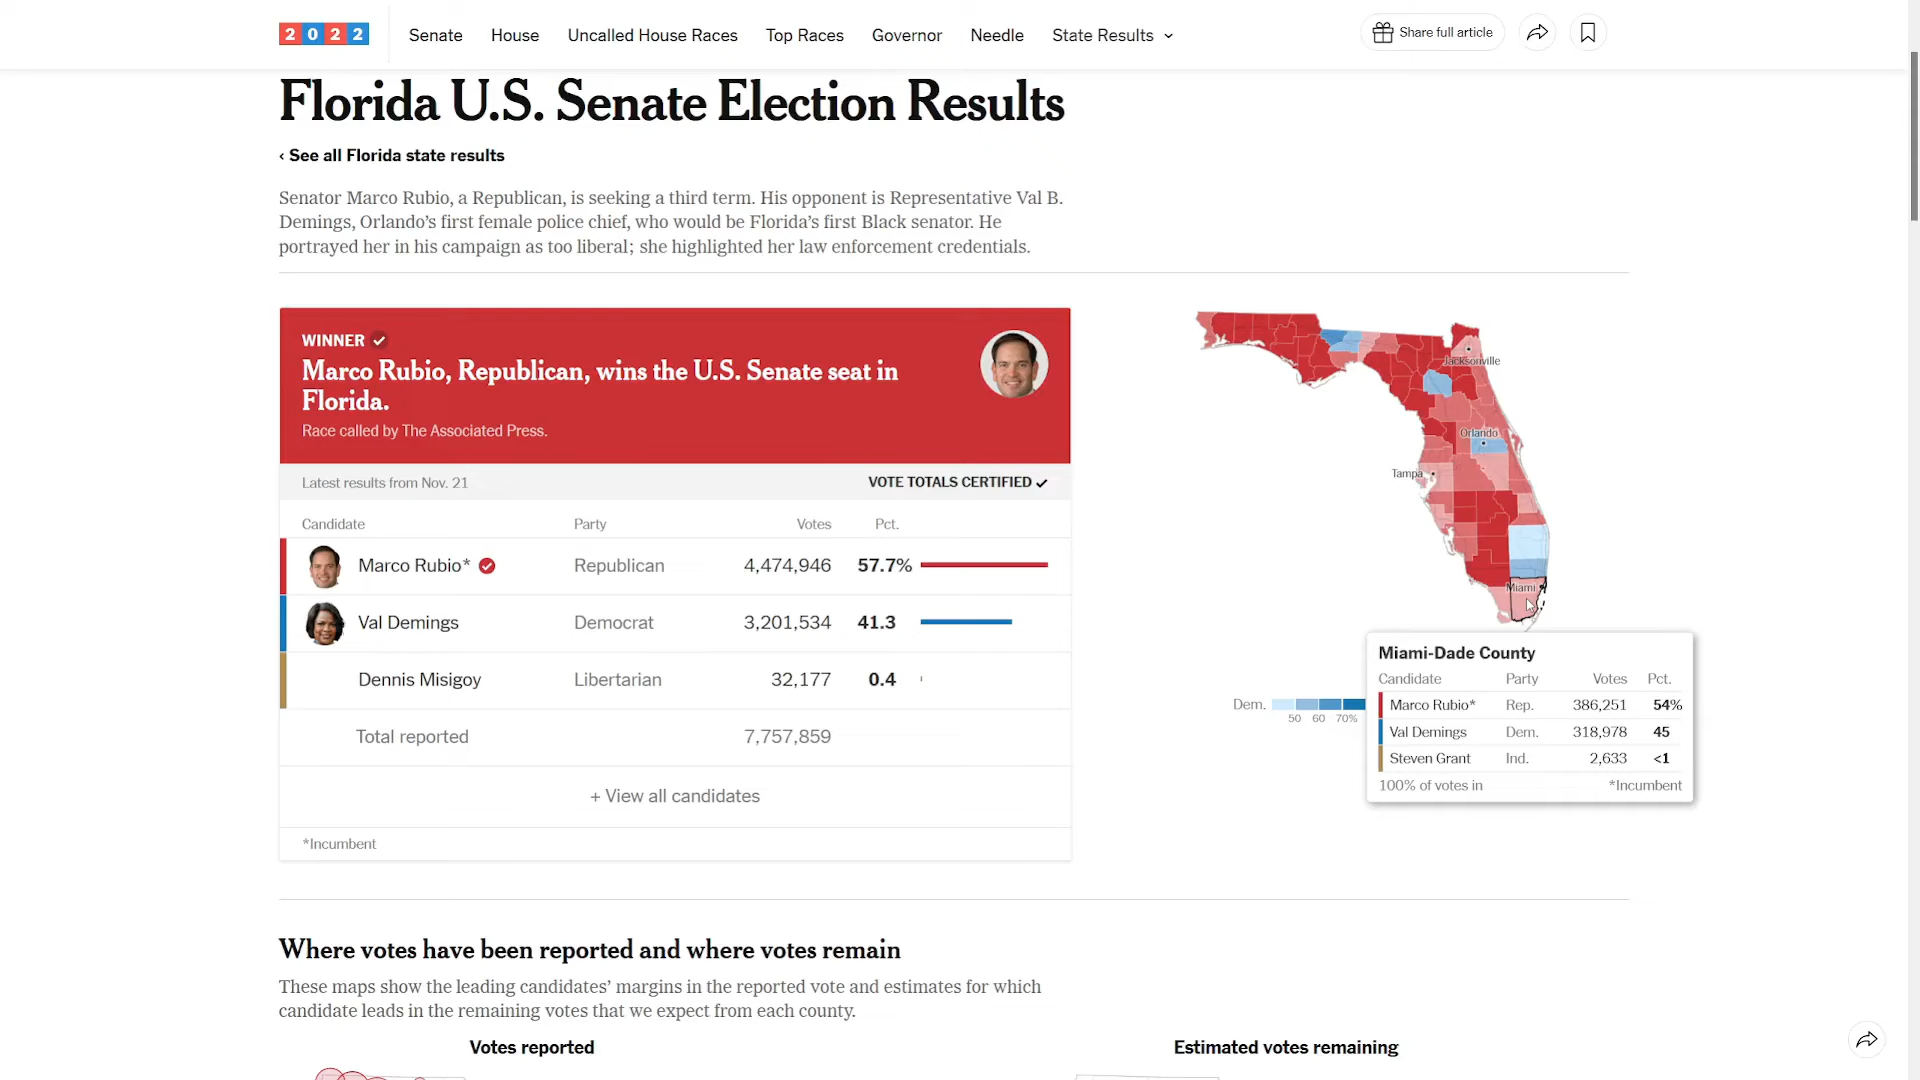 2022
Senate House Uncalled House Races Top Races Governor Needle State Results
Share full article
Florida U.S. Senate Election Results
‹ See all Florida state results
Senator Marco Rubio, a Republican, is seeking a third term. His opponent is Representative Val B.
Demings, Orlando’s first female police chief, who would be Florida’s first Black senator. He
portrayed her in his campaign as too liberal; she highlighted her law enforcement credentials.
WINNER
Marco Rubio, Republican, wins the U.S. Senate seat in
Florida.
Race called by The Associated Press.
Latest results from Nov. 21 VOTE TOTALS CERTIFIED
Candidate Party Votes Pct.
Marco Rubio* Republican 4,474,946 57.7%
Val Demings Democrat 3,201,534 41.3
Dennis Misigoy Libertarian 32,177 0.4
Total reported 7,757,859
+ View all candidates
*Incumbent
Jacksonville
Orlando
Tampa
Miami
Dem.
50 60 70%
Miami-Dade County
Candidate Party Votes Pct.
Marco Rubio* Rep. 386,251 54%
Val Demings Dem. 318,978 45
Steven Grant Ind. 2,633 <1
100% of votes in *Incumbent
Where votes have been reported and where votes remain
These maps show the leading candidates’ margins in the reported vote and estimates for which
candidate leads in the remaining votes that we expect from each county.
Votes reported
Estimated votes remaining